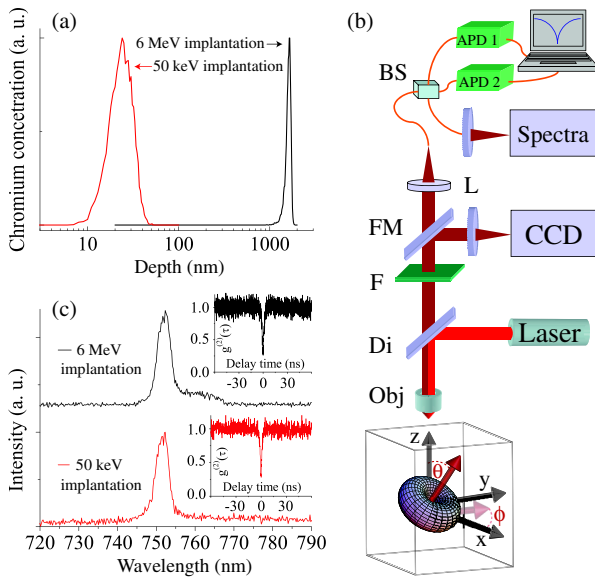 (a)
6 MeV implantation
50 keV implantation
Chromium concetration (a. u.)
10 100 1000
Depth (nm)
(b)
APD 1
BS
APD 2
Spectra
L
FM
CCD
F
Di
Laser
Obj
z
θ
y
x
ϕ
(c)
1.0
0.5
0.0
g(2)(τ)
-30 0 30
Delay time (ns)
6 MeV
implantation
1.0
0.5
0.0
g(2)(τ)
-30 0 30
Delay time (ns)
50 keV
implantation
Intensity (a. u.)
720 730 740 750 760 770 780 790
Wavelength (nm)